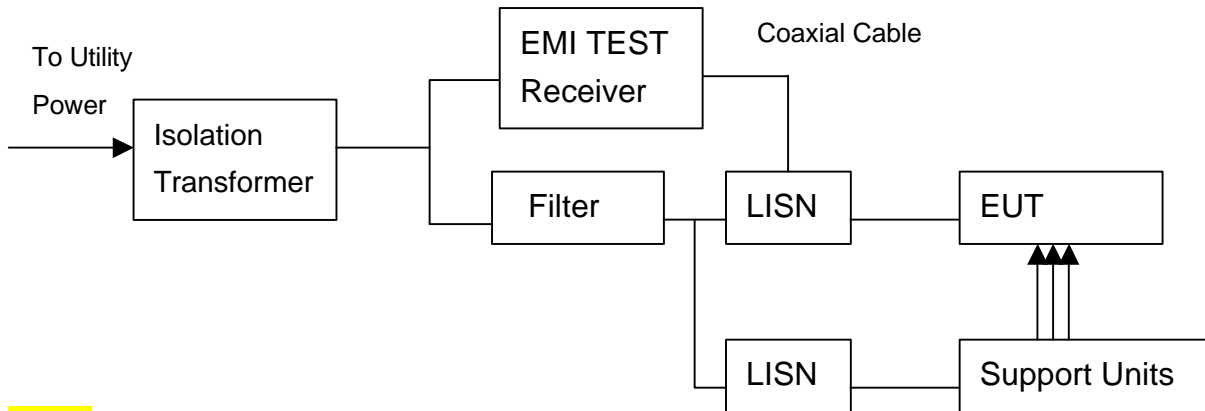 To Utility
Power
Isolation
Transformer
EMI TEST
Receiver
Coaxial Cable
Filter
LISN
EUT
LISN
Support Units